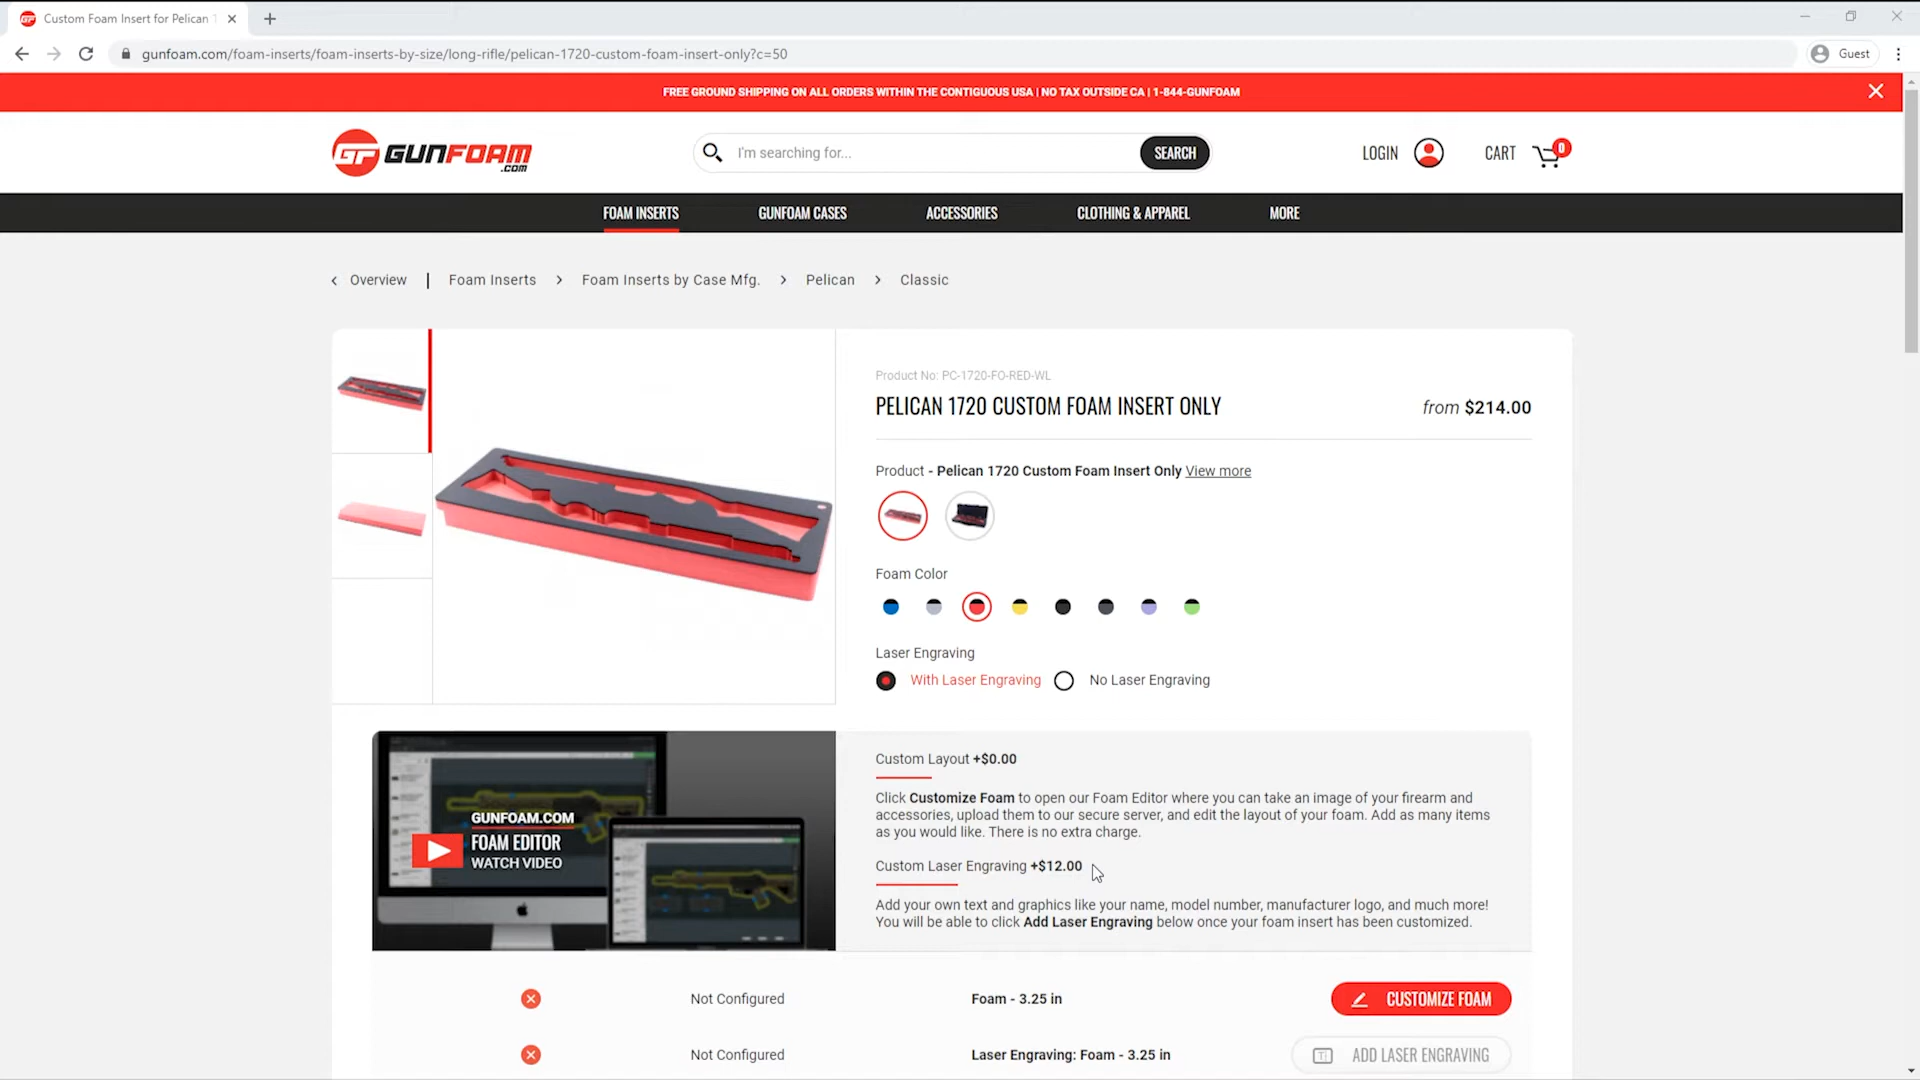 Custom Foam Insert for Pelican 1
gunfoam.com/foam-inserts/foam-inserts-by-size/long-rifle/pelican-1720-custom-foam-insert-only?c=50
Guest
FREE GROUND SHIPPING ON ALL ORDERS WITHIN THE CONTIGUOUS USA | NO TAX OUTSIDE CA | 1-844-GUNFOAM
GF GUNFOAM
.COM
I'm searching for...
SEARCH
LOGIN
CART
0
FOAM INSERTS
GUNFOAM CASES
ACCESSORIES
CLOTHING & APPAREL
MORE
Overview | Foam Inserts > Foam Inserts by Case Mfg. > Pelican > Classic
Product No: PC-1720-FO-RED-WL
PELICAN 1720 CUSTOM FOAM INSERT ONLY
from $214.00
Product - Pelican 1720 Custom Foam Insert Only View more
Foam Color
Laser Engraving
With Laser Engraving
No Laser Engraving
GUNFOAM.COM
FOAM EDITOR
WATCH VIDEO
Custom Layout +$0.00
Click Customize Foam to open our Foam Editor where you can take an image of your firearm and
accessories, upload them to our secure server, and edit the layout of your foam. Add as many items
as you would like. There is no extra charge.
Custom Laser Engraving +$12.00
Add your own text and graphics like your name, model number, manufacturer logo, and much more!
You will be able to click Add Laser Engraving below once your foam insert has been customized.
Not Configured
Foam - 3.25 in
CUSTOMIZE FOAM
Not Configured
Laser Engraving: Foam - 3.25 in
ADD LASER ENGRAVING